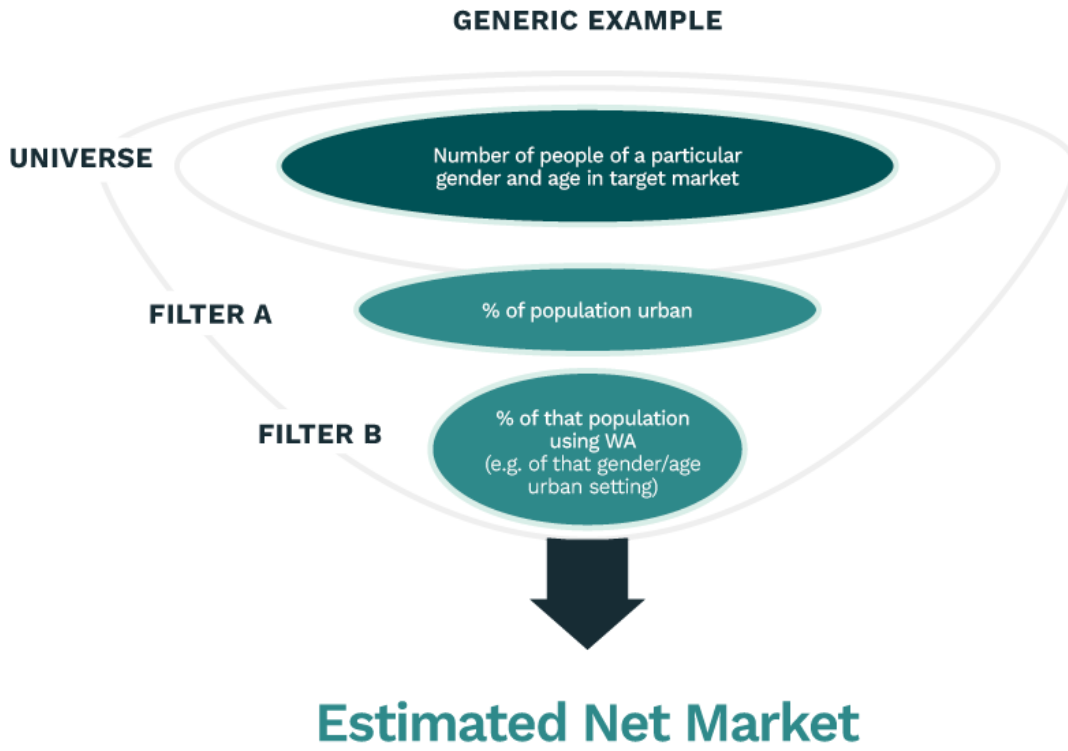 GENERIC EXAMPLE
UNIVERSE
Number of people of a particular
gender and age in target market
FILTER A
% of population urban
FILTER B
% of that population
using WA
(e.g. of that gender/age
urban setting)
Estimated Net Market